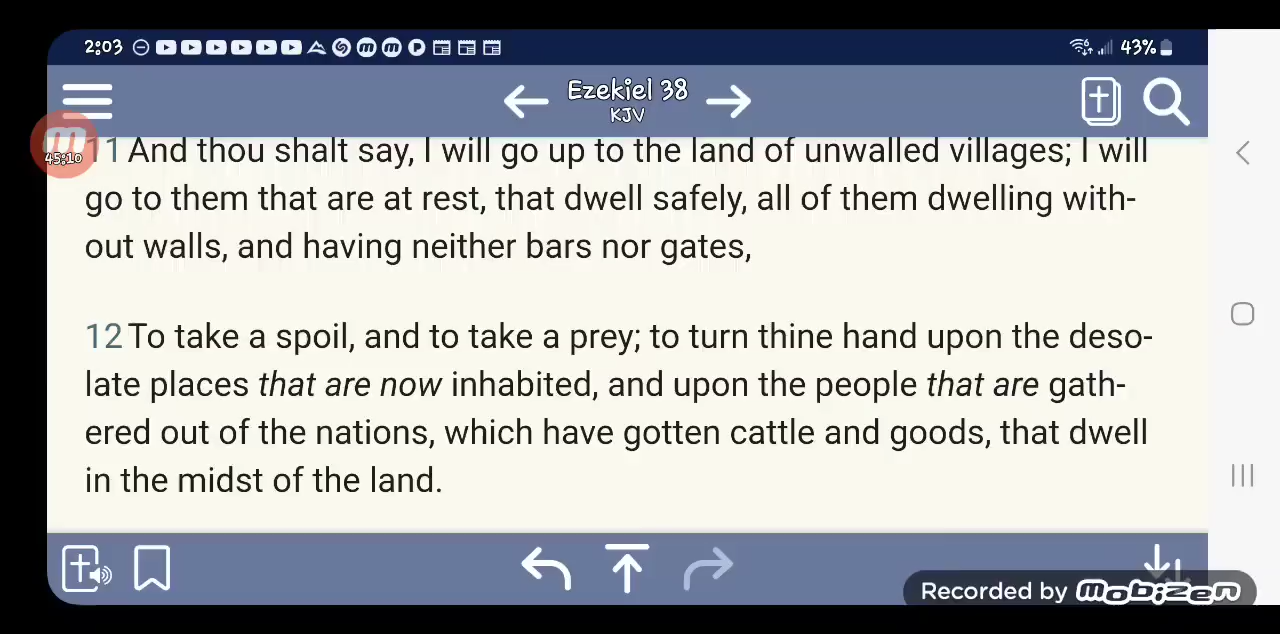 2:03 43%
Ezekiel 38
KJV
45:10
11 And thou shalt say, I will go up to the land of unwalled villages; I will
go to them that are at rest, that dwell safely, all of them dwelling with-
out walls, and having neither bars nor gates,
12 To take a spoil, and to take a prey; to turn thine hand upon the deso-
late places that are now inhabited, and upon the people that are gath-
ered out of the nations, which have gotten cattle and goods, that dwell
in the midst of the land.
Recorded by Mobizen